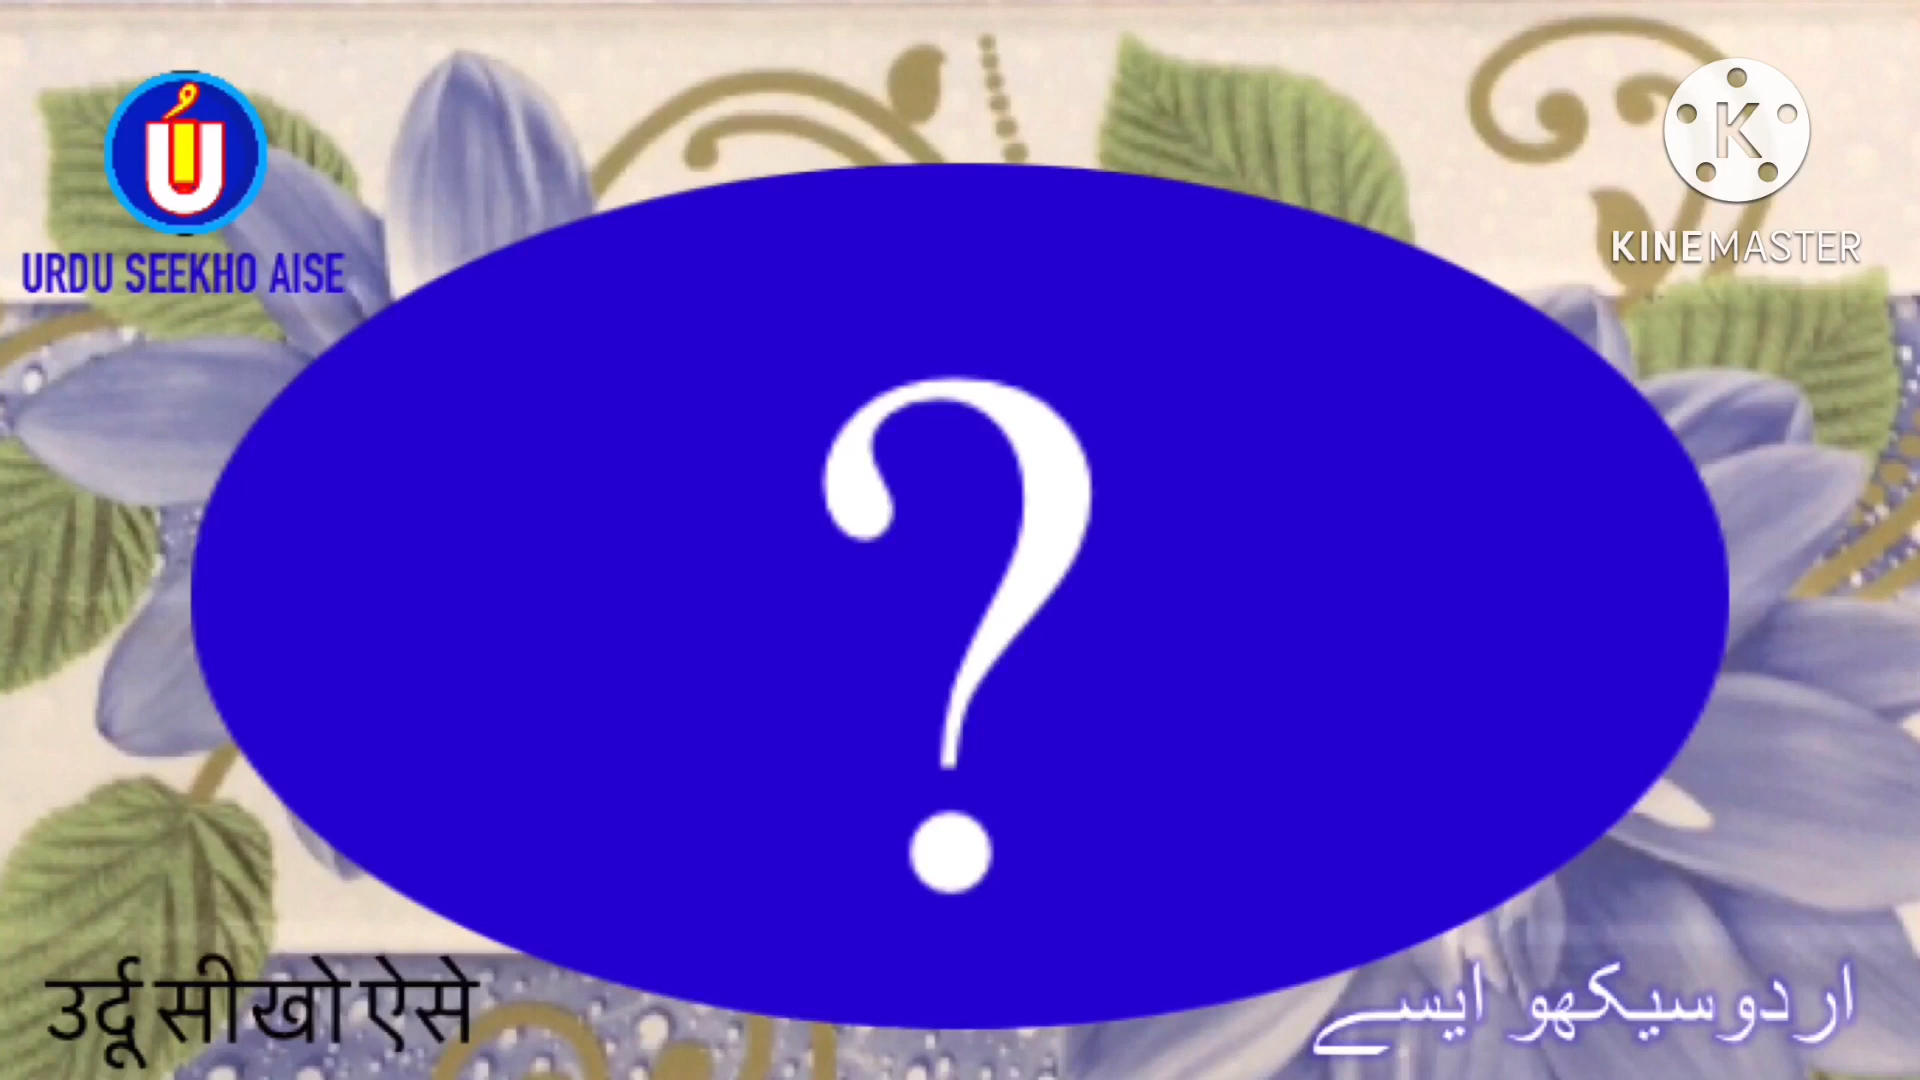 URDU SEEKHO AISE
K
KINEMASTER
?
उर्दू सीखो ऐसे
اردو سیکھو ایسے